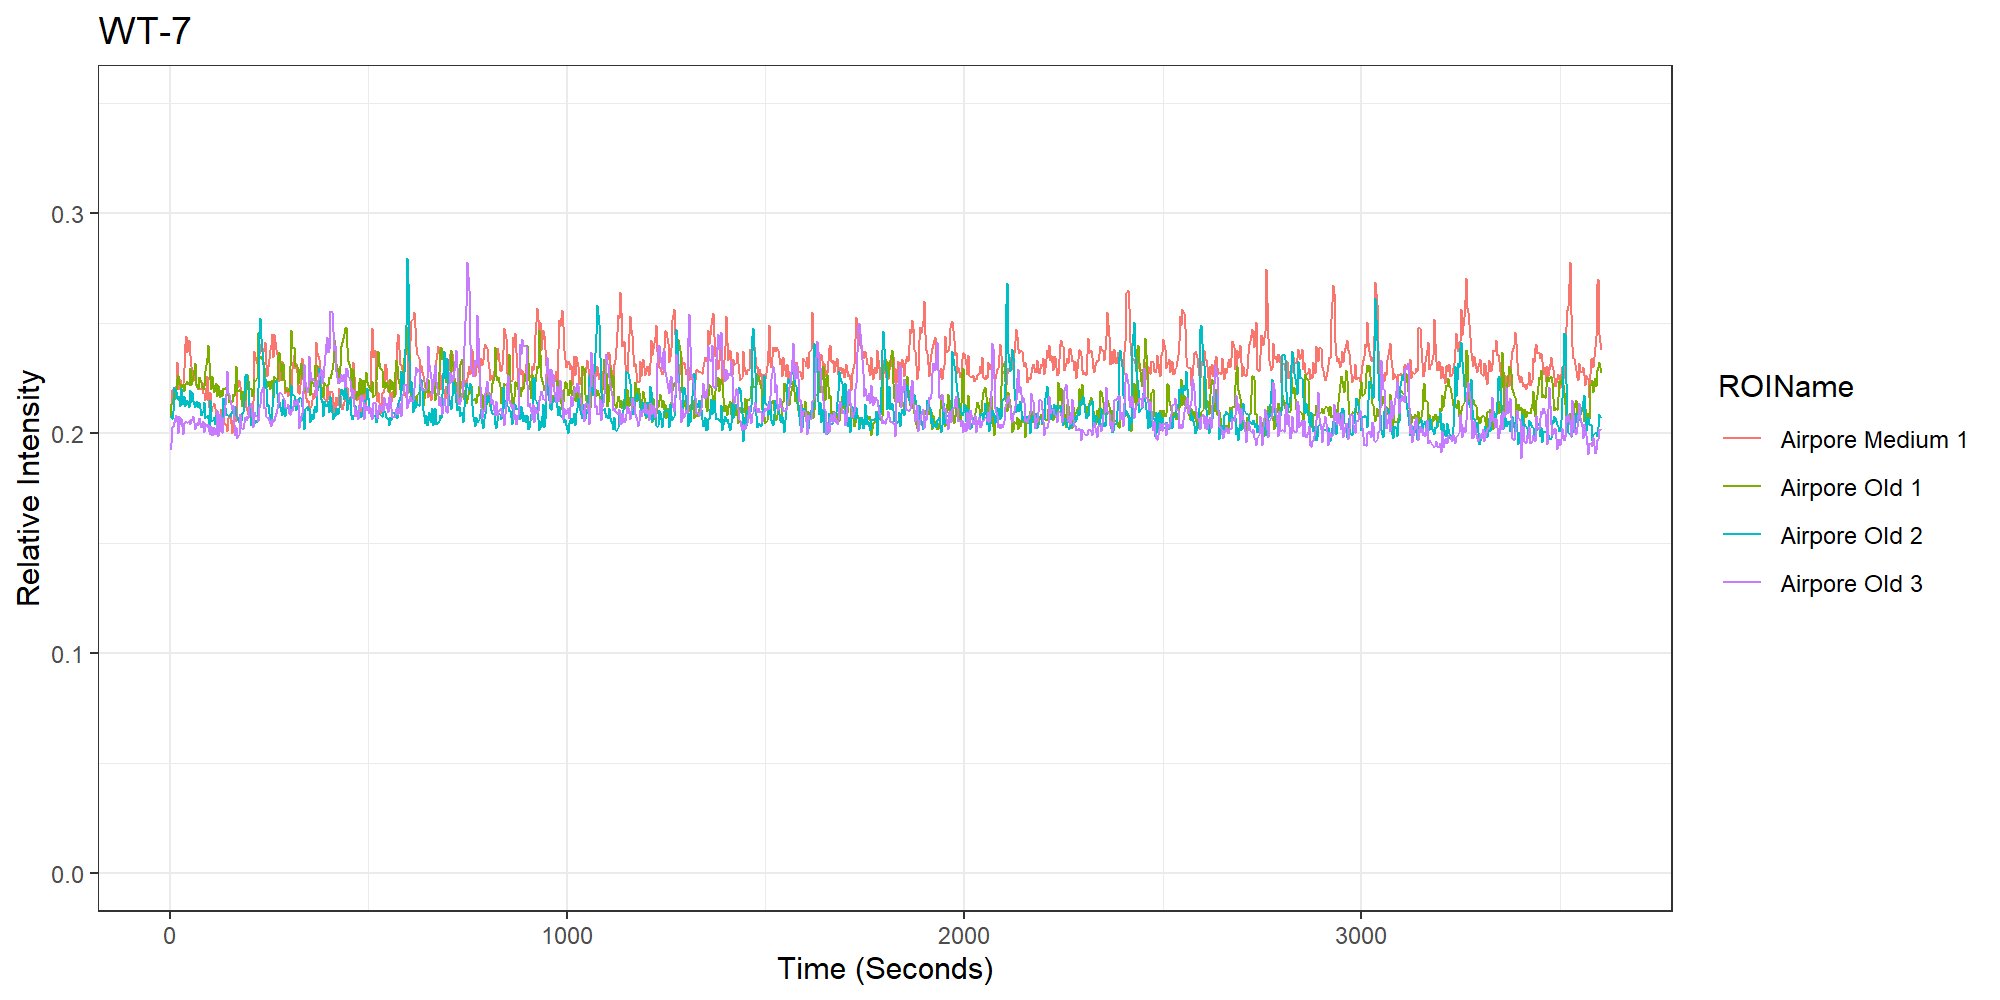 WT-7
Relative Intensity
0.3
0.2
0.1
0.0
0
1000
2000
3000
Time (Seconds)
ROIName
Airpore Medium 1
Airpore Old 1
Airpore Old 2
Airpore Old 3